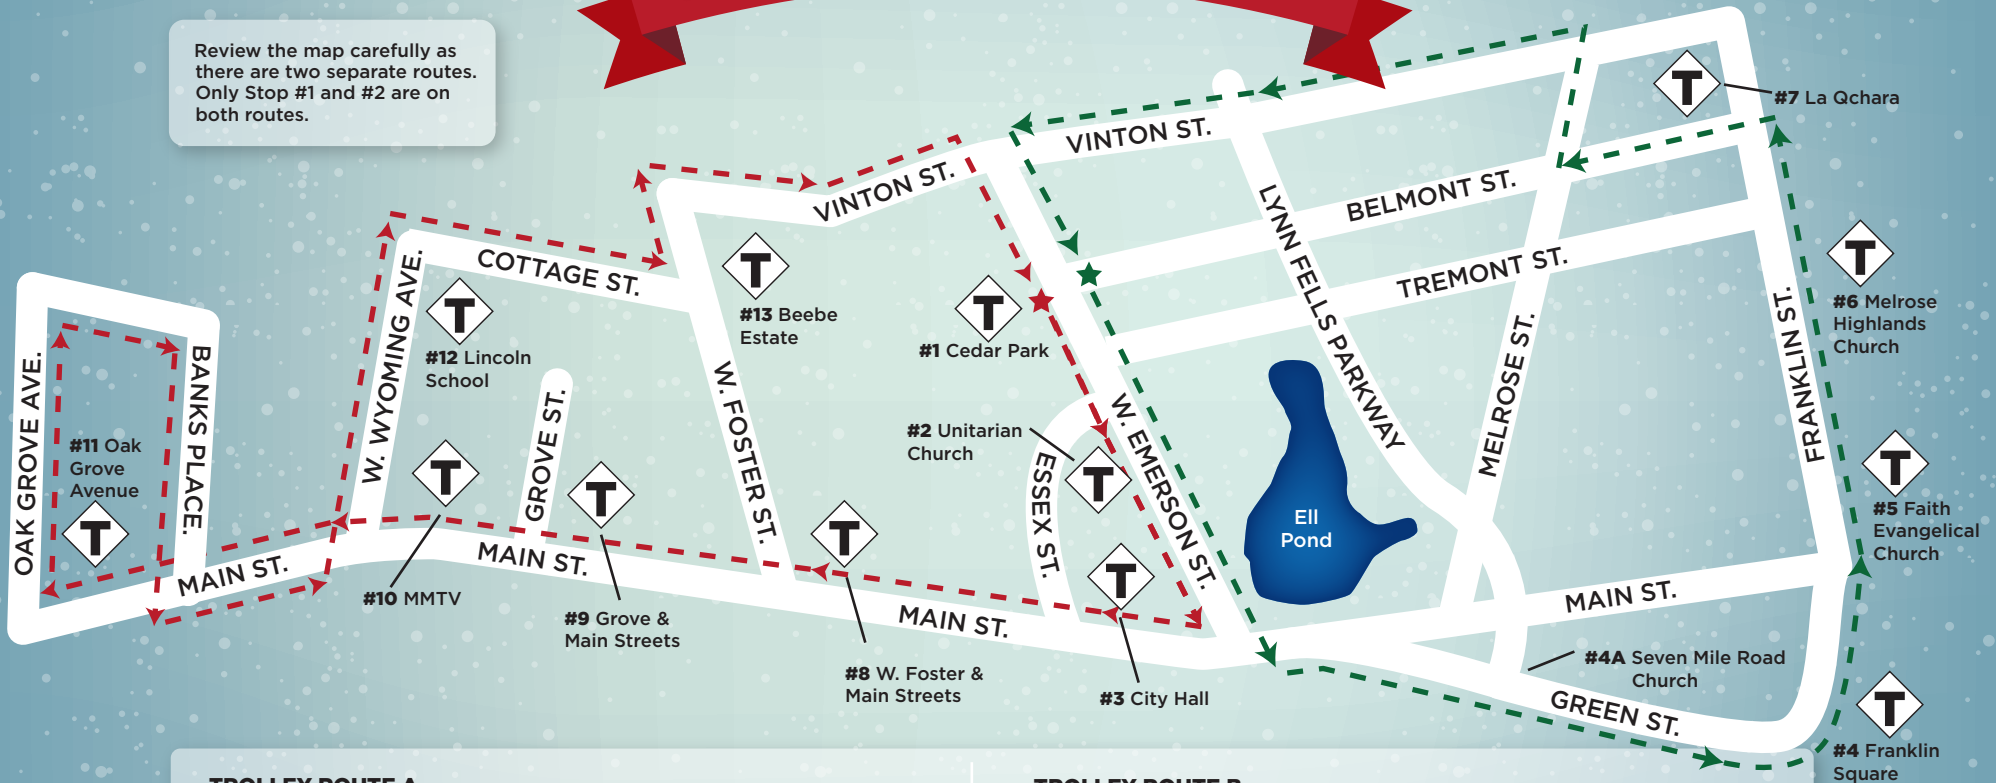 Review the map carefully as
there are two separate routes.
Only Stop #1 and #2 are on
both routes.
T
#7 La Qchara
VINTON ST.
VINTON ST.
BELMONT ST.
LYNN FELLS PARKWAY
TREMONT ST.
COTTAGE ST.
W. WYOMING AVE.
T
#13 Beebe
Estate
T
#1 Cedar Park
T
#6 Melrose
Highlands
Church
FRANKLIN ST.
T
#12 Lincoln
School
MELROSE ST.
OAK GROVE AVE.
BANKS PLACE.
#11 Oak
Grove
Avenue
T
T
#10 MMTV
GROVE ST.
T
#9 Grove &
Main Streets
W. FOSTER ST.
T
#8 W. Foster &
Main Streets
#2 Unitarian
Church
T
W. EMERSON ST.
ESSEX ST.
T
#3 City Hall
Ell
Pond
T
#5 Faith
Evangelical
Church
MAIN ST.
MAIN ST.
MAIN ST.
MAIN ST.
#4A Seven Mile Road
Church
GREEN ST.
T
#4 Franklin
Square
TROLLEY ROUTE A
TROLLEY ROUTE B